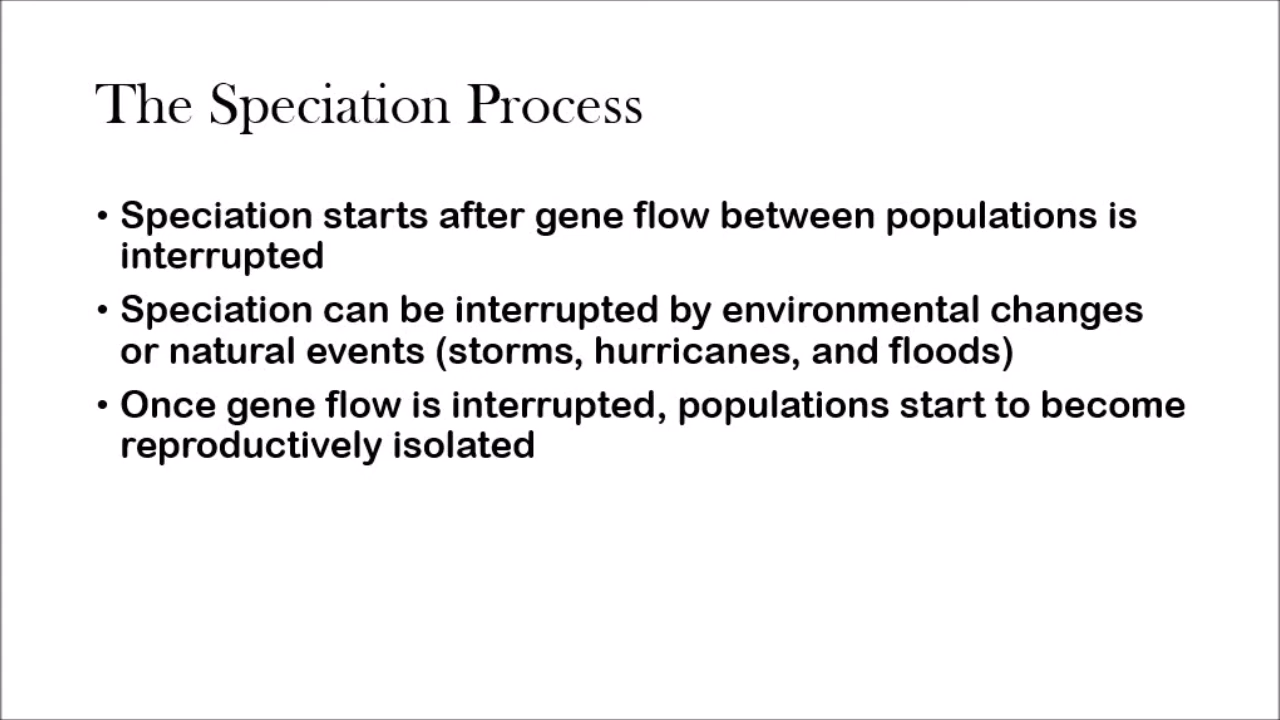 The Speciation Process
• Speciation starts after gene flow between populations is
interrupted
• Speciation can be interrupted by environmental changes
or natural events (storms, hurricanes, and floods)
• Once gene flow is interrupted, populations start to become
reproductively isolated